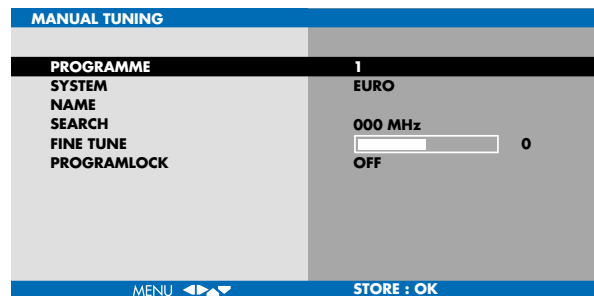 MANUAL TUNING
PROGRAMME 1
SYSTEM EURO
NAME
SEARCH 000 MHz
FINE TUNE 0
PROGRAMLOCK OFF
MENU STORE : OK